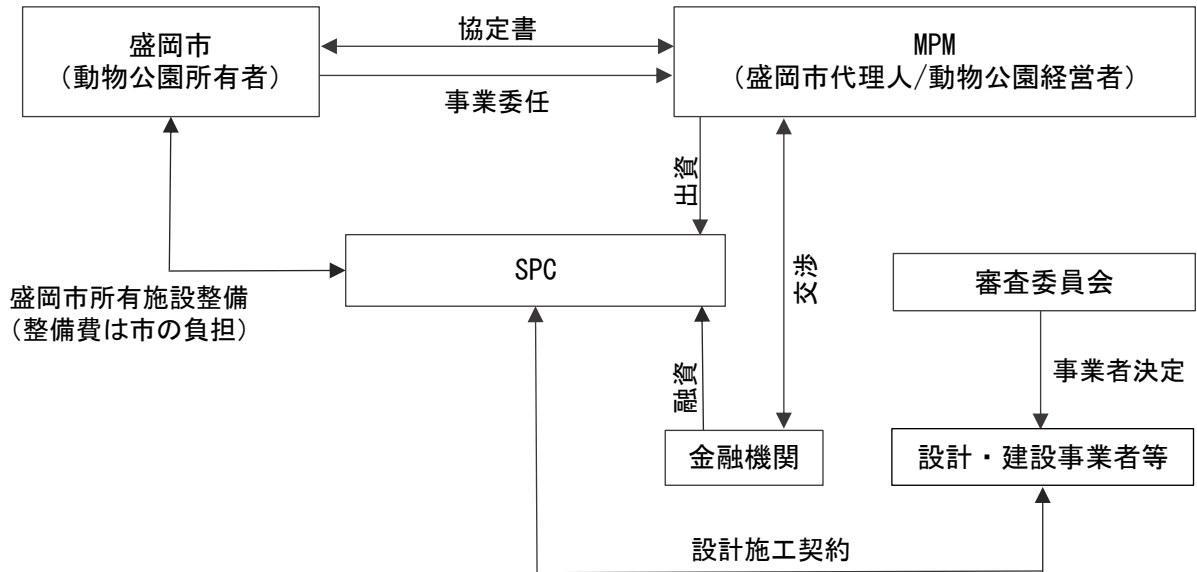 盛岡市
（動物公園所有者）
協定書
事業委任
MPM
（盛岡市代理人/動物公園経営者）
出資
交渉
SPC
審査委員会
盛岡市所有施設整備
（整備費は市の負担）
融資
事業者決定
金融機関
設計・建設事業者等
設計施工契約